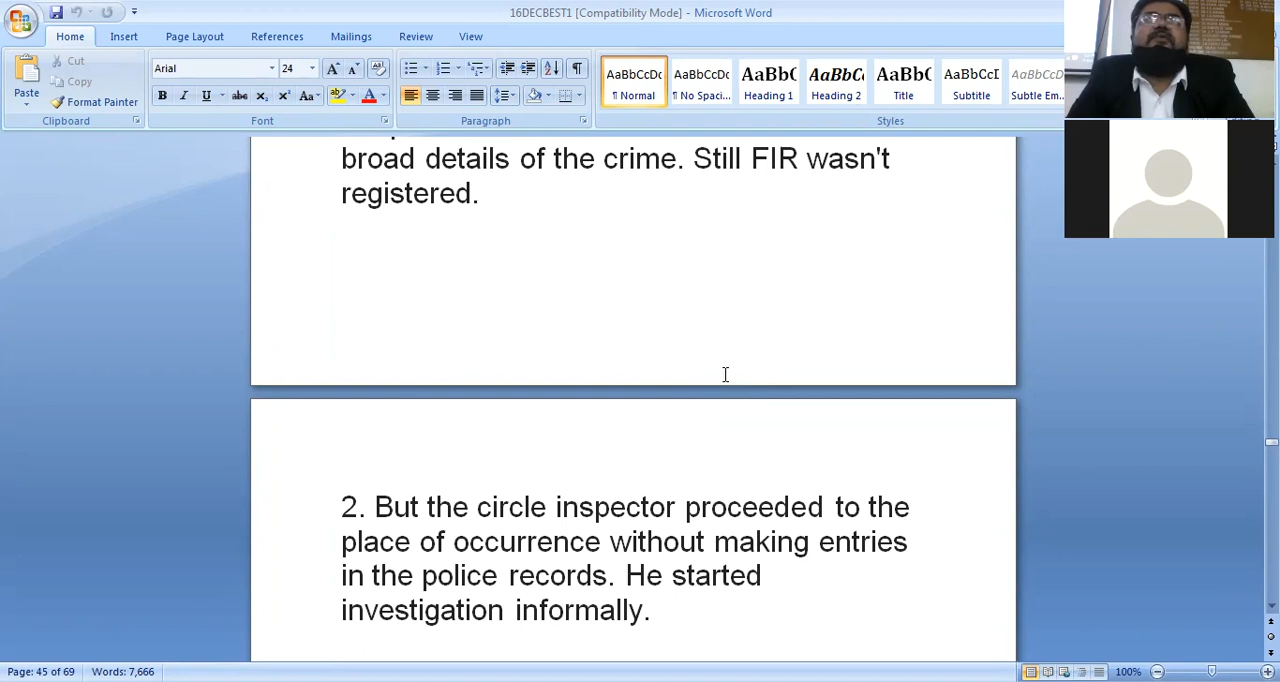 16DECBEST1 [Compatibility Mode] - Microsoft Word
Home Insert Page Layout References Mailings Review View
Paste
Cut
Copy
Format Painter
Clipboard
Arial 24
Font
Paragraph
AaBbCcDc AaBbCcDc AaBbC AaBbC AaBbC AaBbCcI AaBbCcD
¶ Normal ¶ No Spaci... Heading 1 Heading 2 Title Subtitle Subtle Em...
Styles
broad details of the crime. Still FIR wasn't
registered.
2. But the circle inspector proceeded to the
place of occurrence without making entries
in the police records. He started
investigation informally.
Page: 45 of 69 Words: 7,666 100%